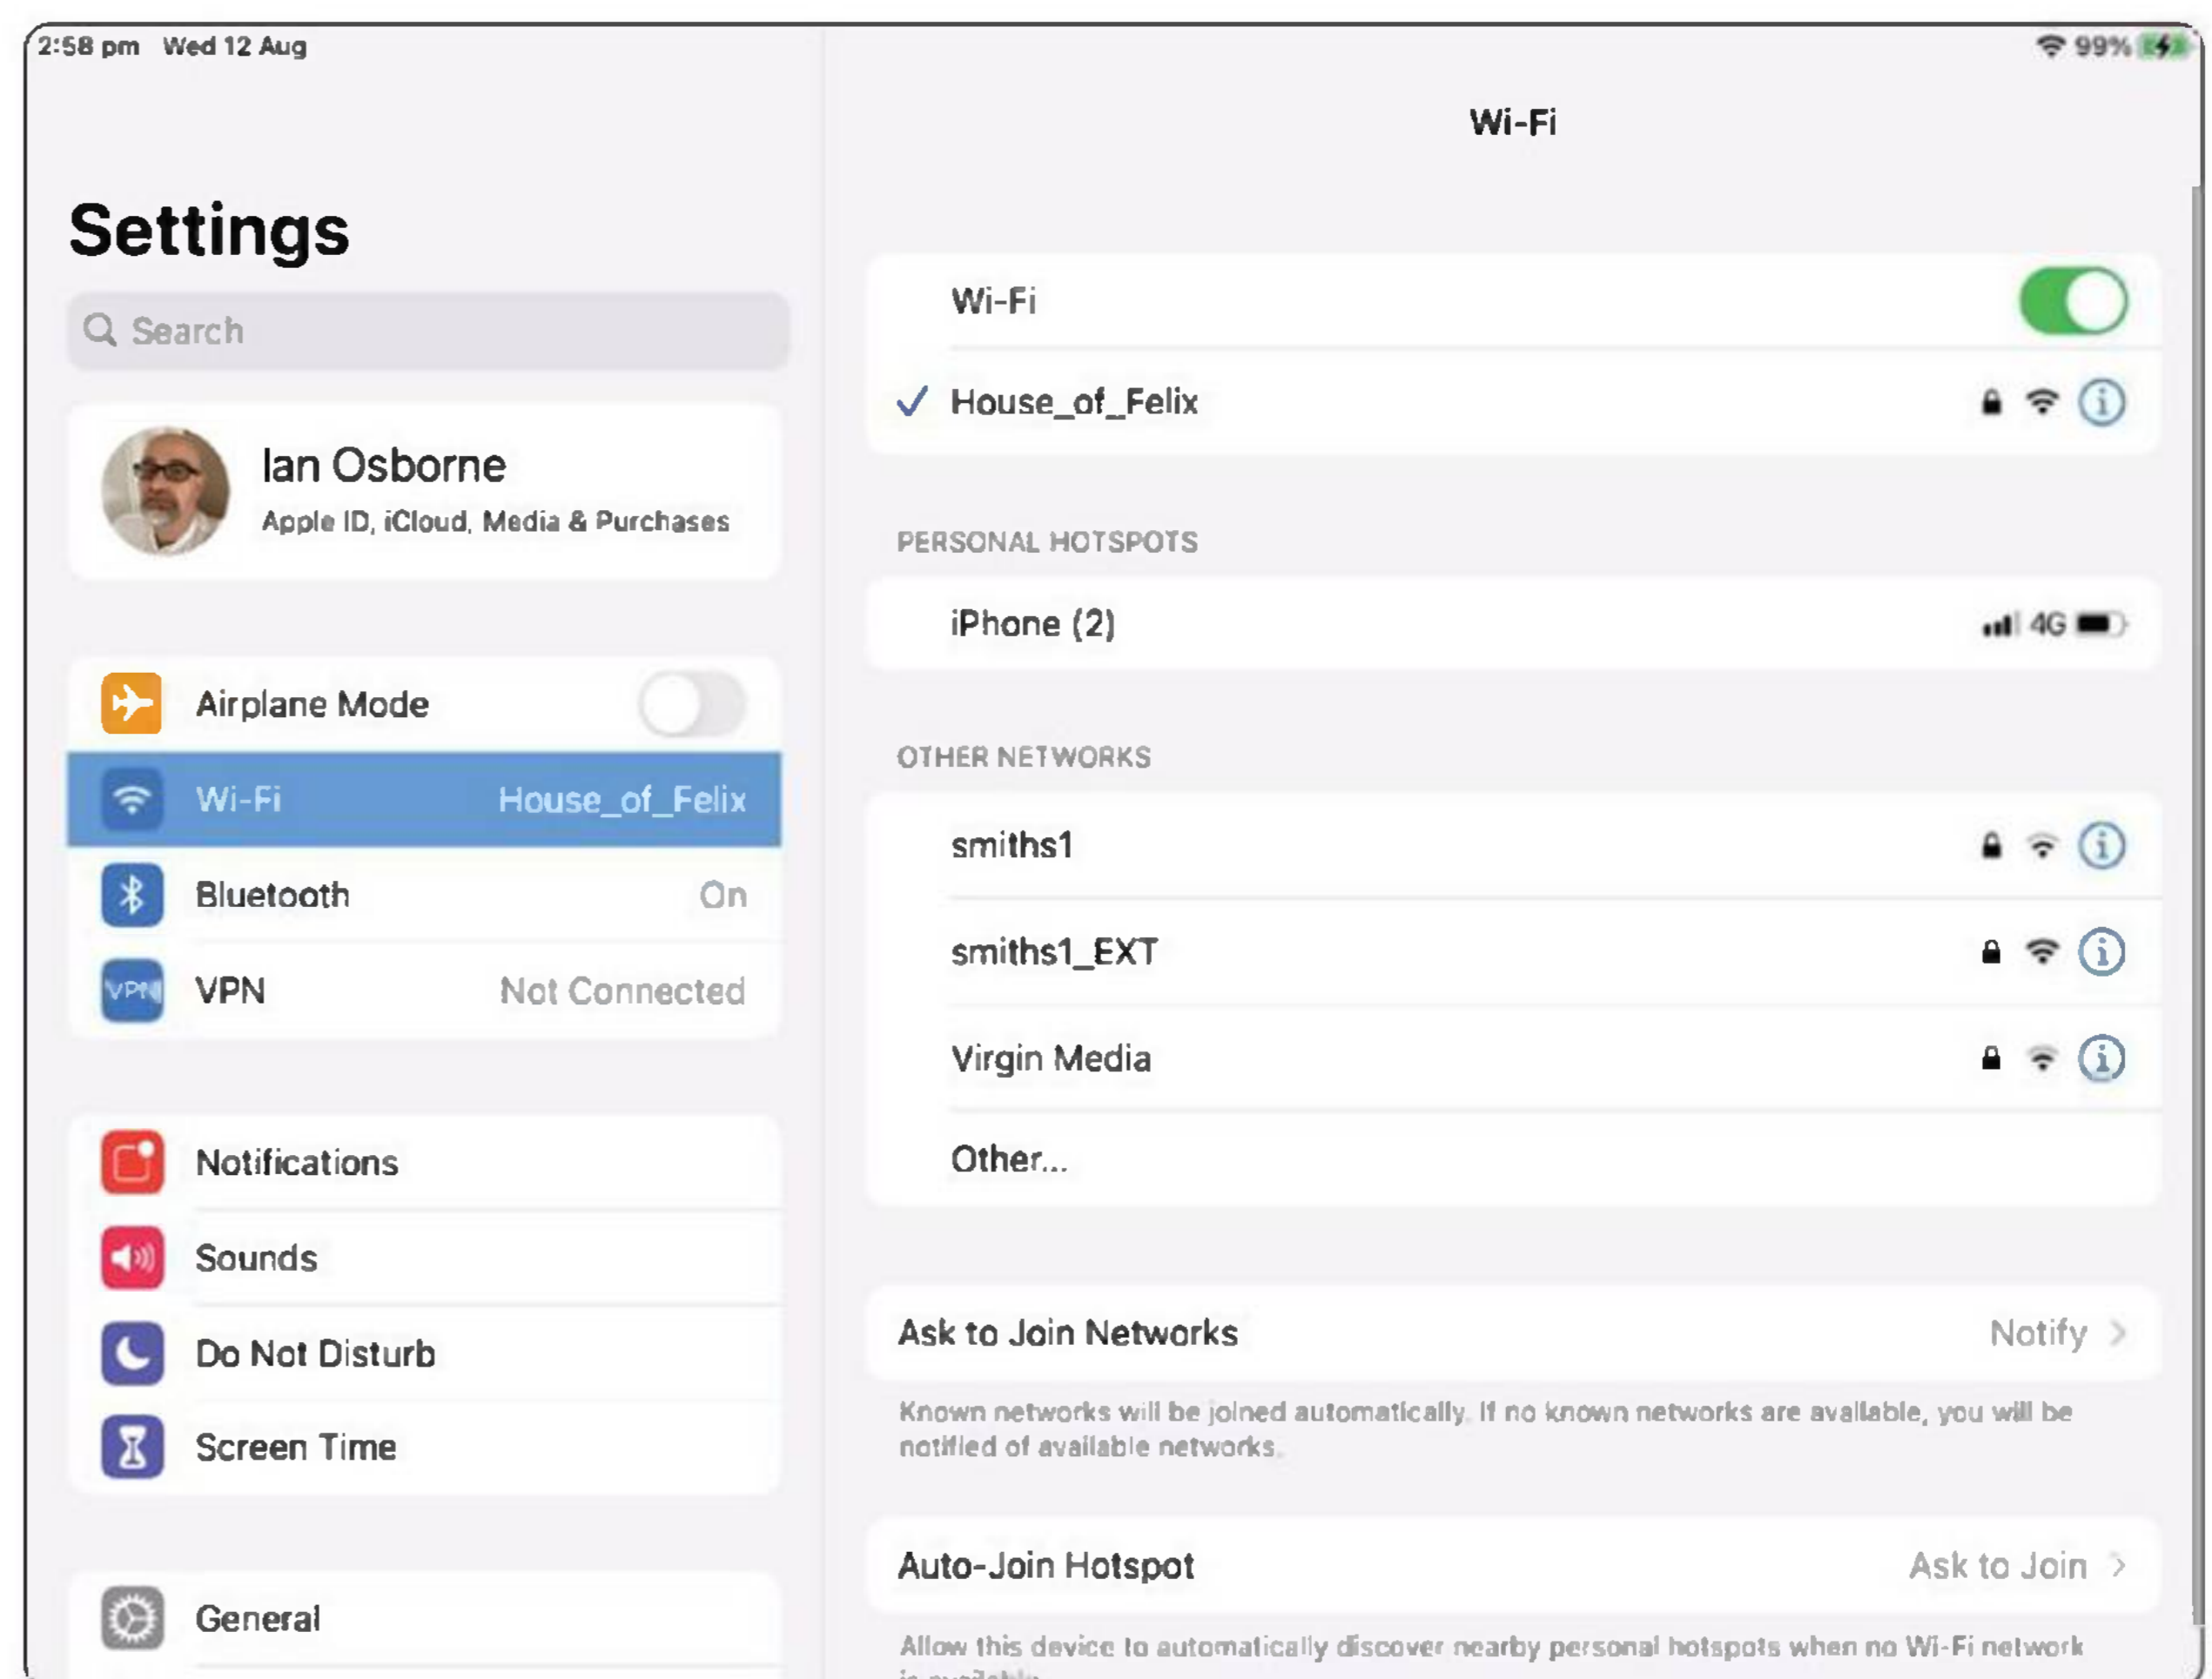 2:58 pm Wed 12 Aug
99%
Settings
Search
Ian Osborne
Apple ID, iCloud, Media & Purchases
Airplane Mode
Wi-Fi House_of_Felix
Bluetooth On
VPN VPN Not Connected
Notifications
Sounds
Do Not Disturb
Screen Time
General
Wi-Fi
Wi-Fi
House_of_Felix
PERSONAL HOTSPOTS
iPhone (2) 4G
OTHER NETWORKS
smiths1
smiths1_EXT
Virgin Media
Other...
Ask to Join Networks Notify
Known networks will be joined automatically. If no known networks are available, you will be
notified of available networks.
Auto-Join Hotspot Ask to Join
Allow this device to automatically discover nearby personal hotspots when no Wi-Fi network